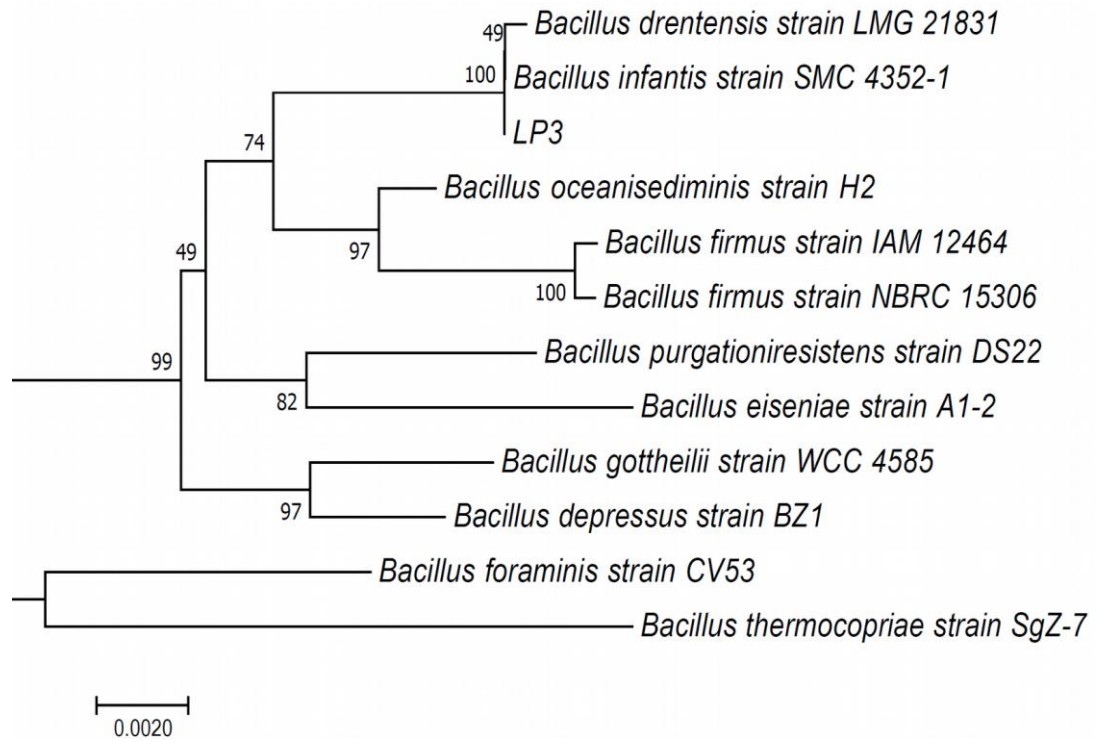 49
Bacillus drentensis strain LMG 21831
100
Bacillus infantis strain SMC 4352-1
LP3
74
Bacillus oceanisediminis strain H2
49
97
Bacillus firmus strain IAM 12464
100
Bacillus firmus strain NBRC 15306
99
Bacillus purgationiresistens strain DS22
82
Bacillus eiseniae strain A1-2
Bacillus gottheilii strain WCC 4585
97
Bacillus depressus strain BZ1
Bacillus foraminis strain CV53
Bacillus thermocopriae strain SgZ-7
0.0020